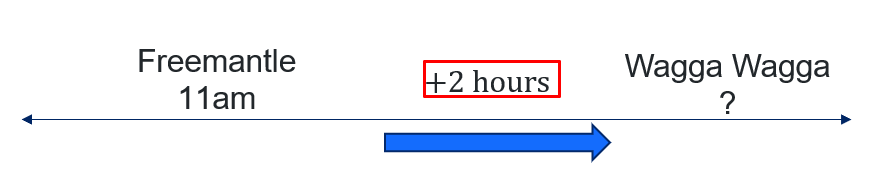 Freemantle
11am
+2 hours
Wagga Wagga
?